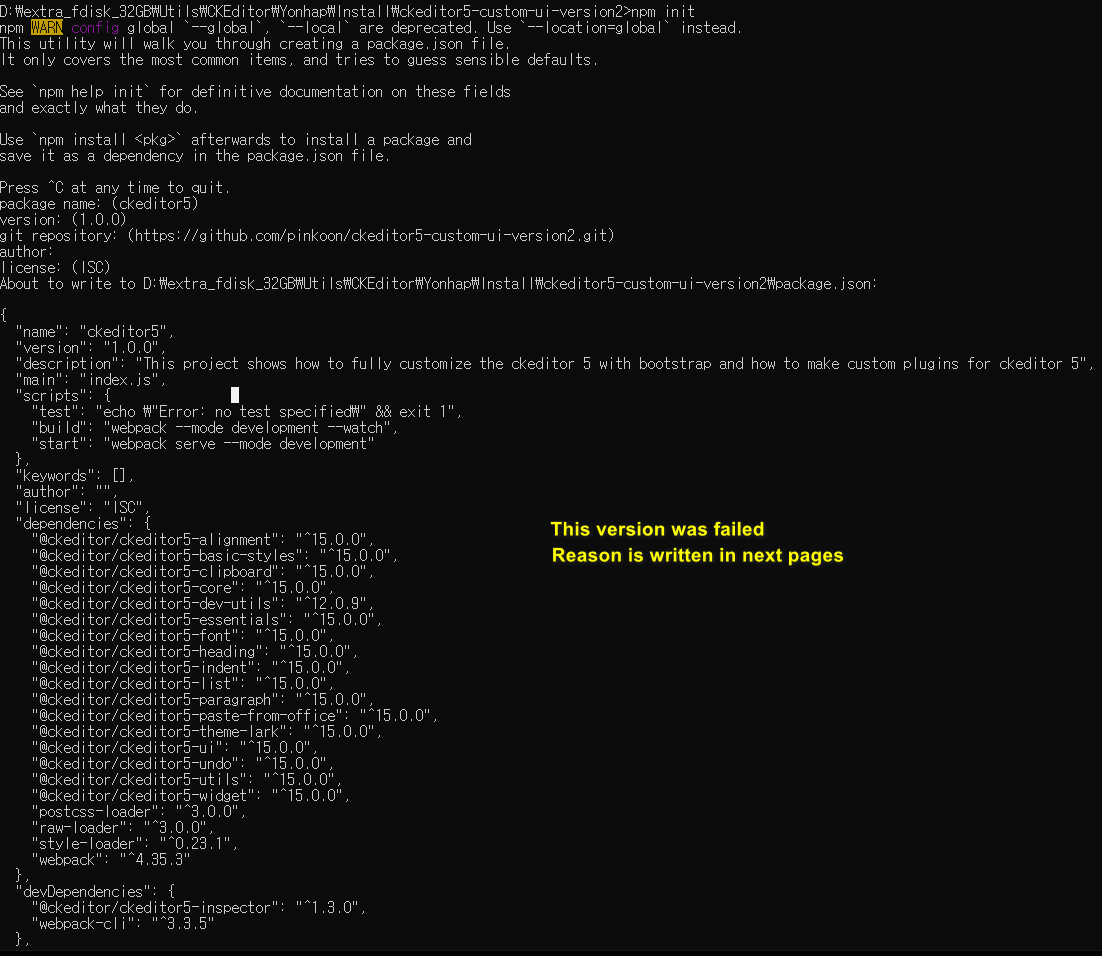 D:₩extra_fdisk_32GB₩Utils₩CKEditor₩Yonhap₩Install₩ckeditor5-custom-ui-version2>npm init
npm WARN config global `--global`, `--local` are deprecated. Use `--location=global` instead.
This utility will walk you through creating a package.json file.
It only covers the most common items, and tries to guess sensible defaults.

See `npm help init` for definitive documentation on these fields
and exactly what they do.

Use `npm install <pkg>` afterwards to install a package and
save it as a dependency in the package.json file.

Press ^C at any time to quit.
package name: (ckeditor5)
version: (1.0.0)
git repository: (https://github.com/pinkoon/ckeditor5-custom-ui-version2.git)
author:
license: (ISC)
About to write to D:₩extra_fdisk_32GB₩Utils₩CKEditor₩Yonhap₩Install₩ckeditor5-custom-ui-version2₩package.json:

{
  "name": "ckeditor5",
  "version": "1.0.0",
  "description": "This project shows how to fully customize the ckeditor 5 with bootstrap and how to make custom plugins for ckeditor 5",
  "main": "index.js",
  "scripts": {
    "test": "echo ₩"Error: no test specified₩" && exit 1",
    "build": "webpack --mode development --watch",
    "start": "webpack serve --mode development"
  },
  "keywords": [],
  "author": "",
  "license": "ISC",
  "dependencies": {
    "@ckeditor/ckeditor5-alignment": "^15.0.0",
    "@ckeditor/ckeditor5-basic-styles": "^15.0.0",
    "@ckeditor/ckeditor5-clipboard": "^15.0.0",
    "@ckeditor/ckeditor5-core": "^15.0.0",
    "@ckeditor/ckeditor5-dev-utils": "^12.0.9",
    "@ckeditor/ckeditor5-essentials": "^15.0.0",
    "@ckeditor/ckeditor5-font": "^15.0.0",
    "@ckeditor/ckeditor5-heading": "^15.0.0",
    "@ckeditor/ckeditor5-indent": "^15.0.0",
    "@ckeditor/ckeditor5-list": "^15.0.0",
    "@ckeditor/ckeditor5-paragraph": "^15.0.0",
    "@ckeditor/ckeditor5-paste-from-office": "^15.0.0",
    "@ckeditor/ckeditor5-theme-lark": "^15.0.0",
    "@ckeditor/ckeditor5-ui": "^15.0.0",
    "@ckeditor/ckeditor5-undo": "^15.0.0",
    "@ckeditor/ckeditor5-utils": "^15.0.0",
    "@ckeditor/ckeditor5-widget": "^15.0.0",
    "postcss-loader": "^3.0.0",
    "raw-loader": "^3.0.0",
    "style-loader": "^0.23.1",
    "webpack": "^4.35.3"
  },
  "devDependencies": {
    "@ckeditor/ckeditor5-inspector": "^1.3.0",
    "webpack-cli": "^3.3.5"
  },
This version was failed
Reason is written in next pages